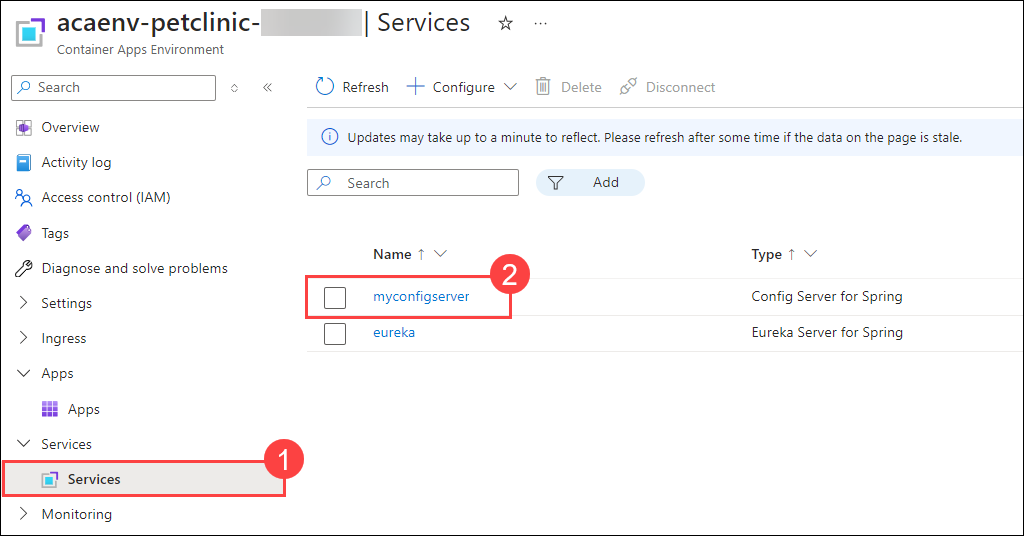 acaenv-petclinic- | Services
Container Apps Environment
Search
Refresh
Configure
Delete
Disconnect
Updates may take up to a minute to reflect. Please refresh after some time if the data on the page is stale.
Search
Add
Overview
Activity log
Access control (IAM)
Tags
Diagnose and solve problems
Settings
Ingress
Apps
Apps
Services
1
Services
Monitoring
Name ↑
Type ↑
2
myconfigserver
Config Server for Spring
eureka
Eureka Server for Spring